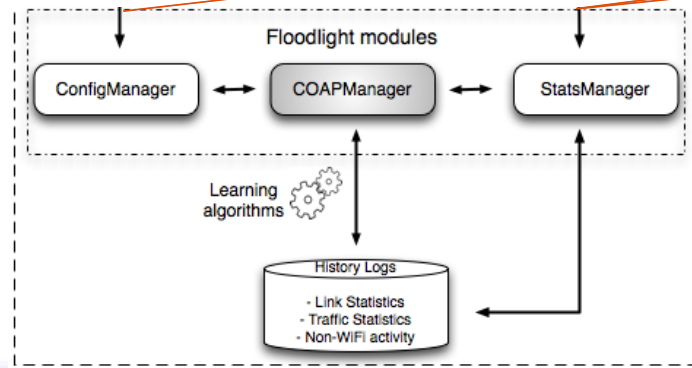 Floodlight modules
ConfigManager
COAPManager
StatsManager
Learning
algorithms
History Logs
- Link Statistics
- Traffic Statistics
- Non-WiFi activity